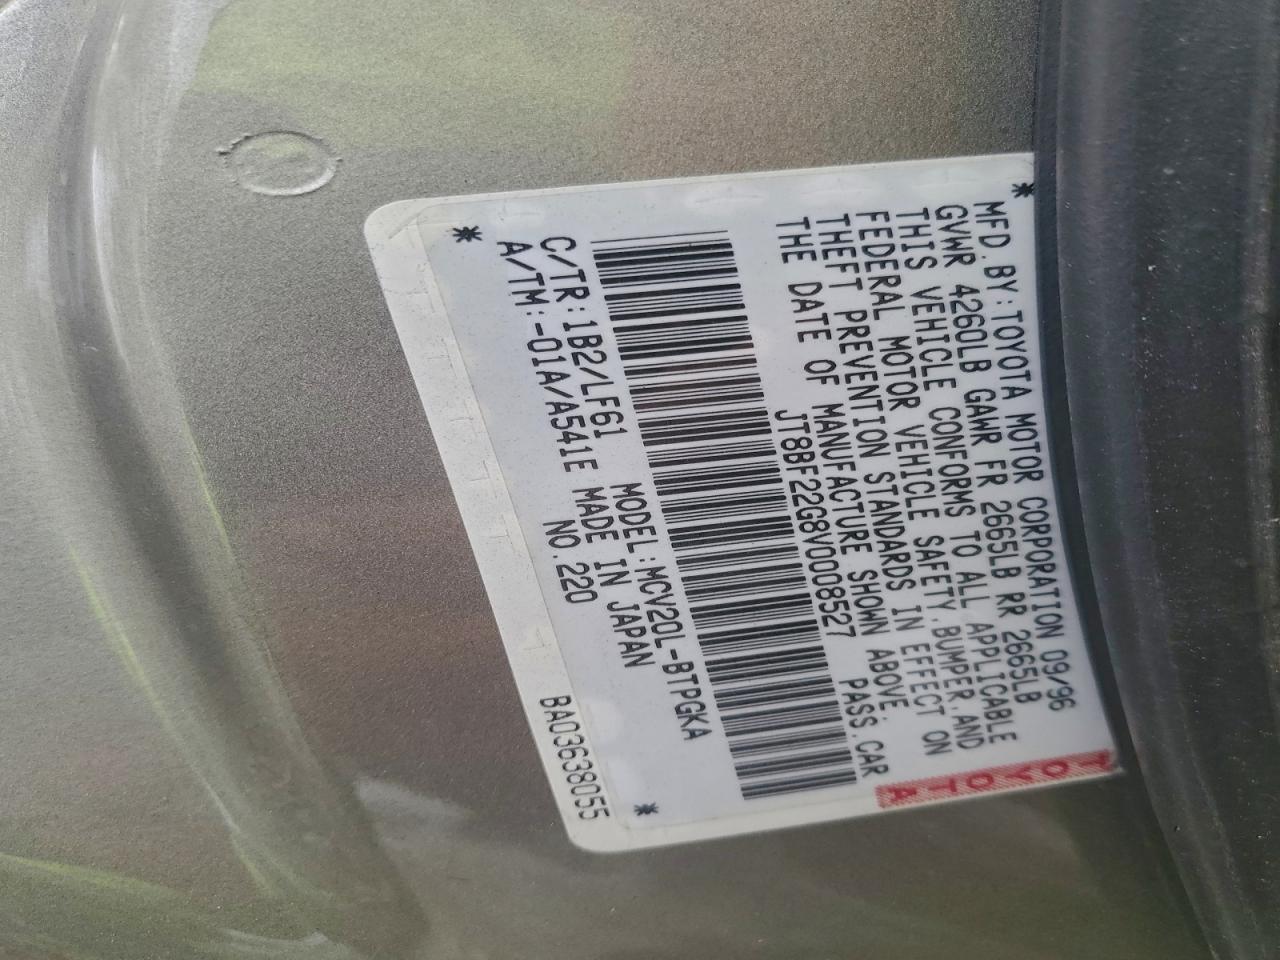 *
MFD. BY: TOYOTA MOTOR CORPORATION 09/96
GVWR 4260LB GAWR FR 2665LB RR 2665LB
THIS VEHICLE CONFORMS TO ALL APPLICABLE
FEDERAL MOTOR VEHICLE SAFETY, BUMPER, AND
THEFT PREVENTION STANDARDS IN EFFECT ON
THE DATE OF MANUFACTURE SHOWN ABOVE.
JT8BF22G8V0008527 PASS.CAR
TOYOTA
C/TR:1B2/LF61 MODEL:MCV20L-BTPGKA
A/TM:-01A/A541E MADE IN JAPAN
* NO.220 *
BA03638055